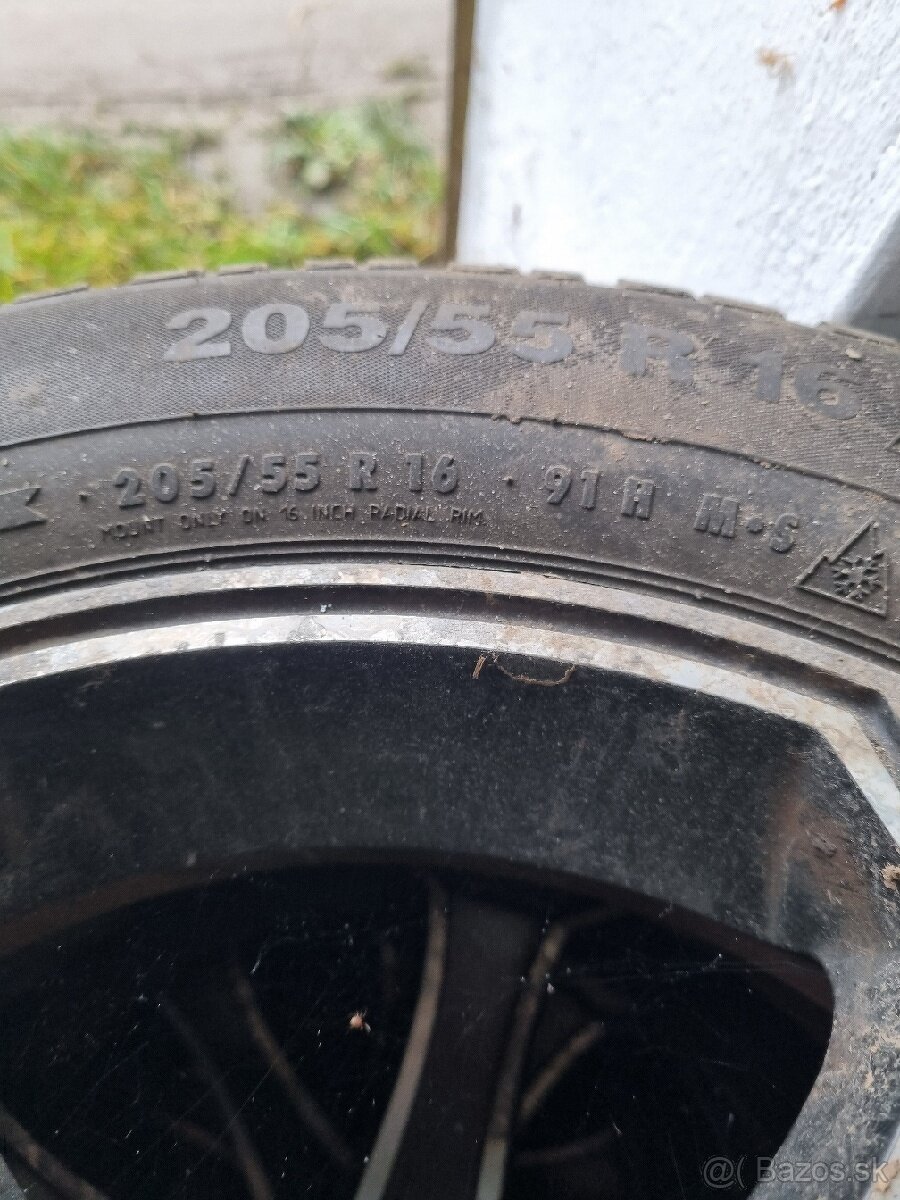 205/55 R 16
· 205/55 R 16 · 91 H M·S
MOUNT ONLY ON 16 INCH RADIAL RIM
@( Bazos.sk